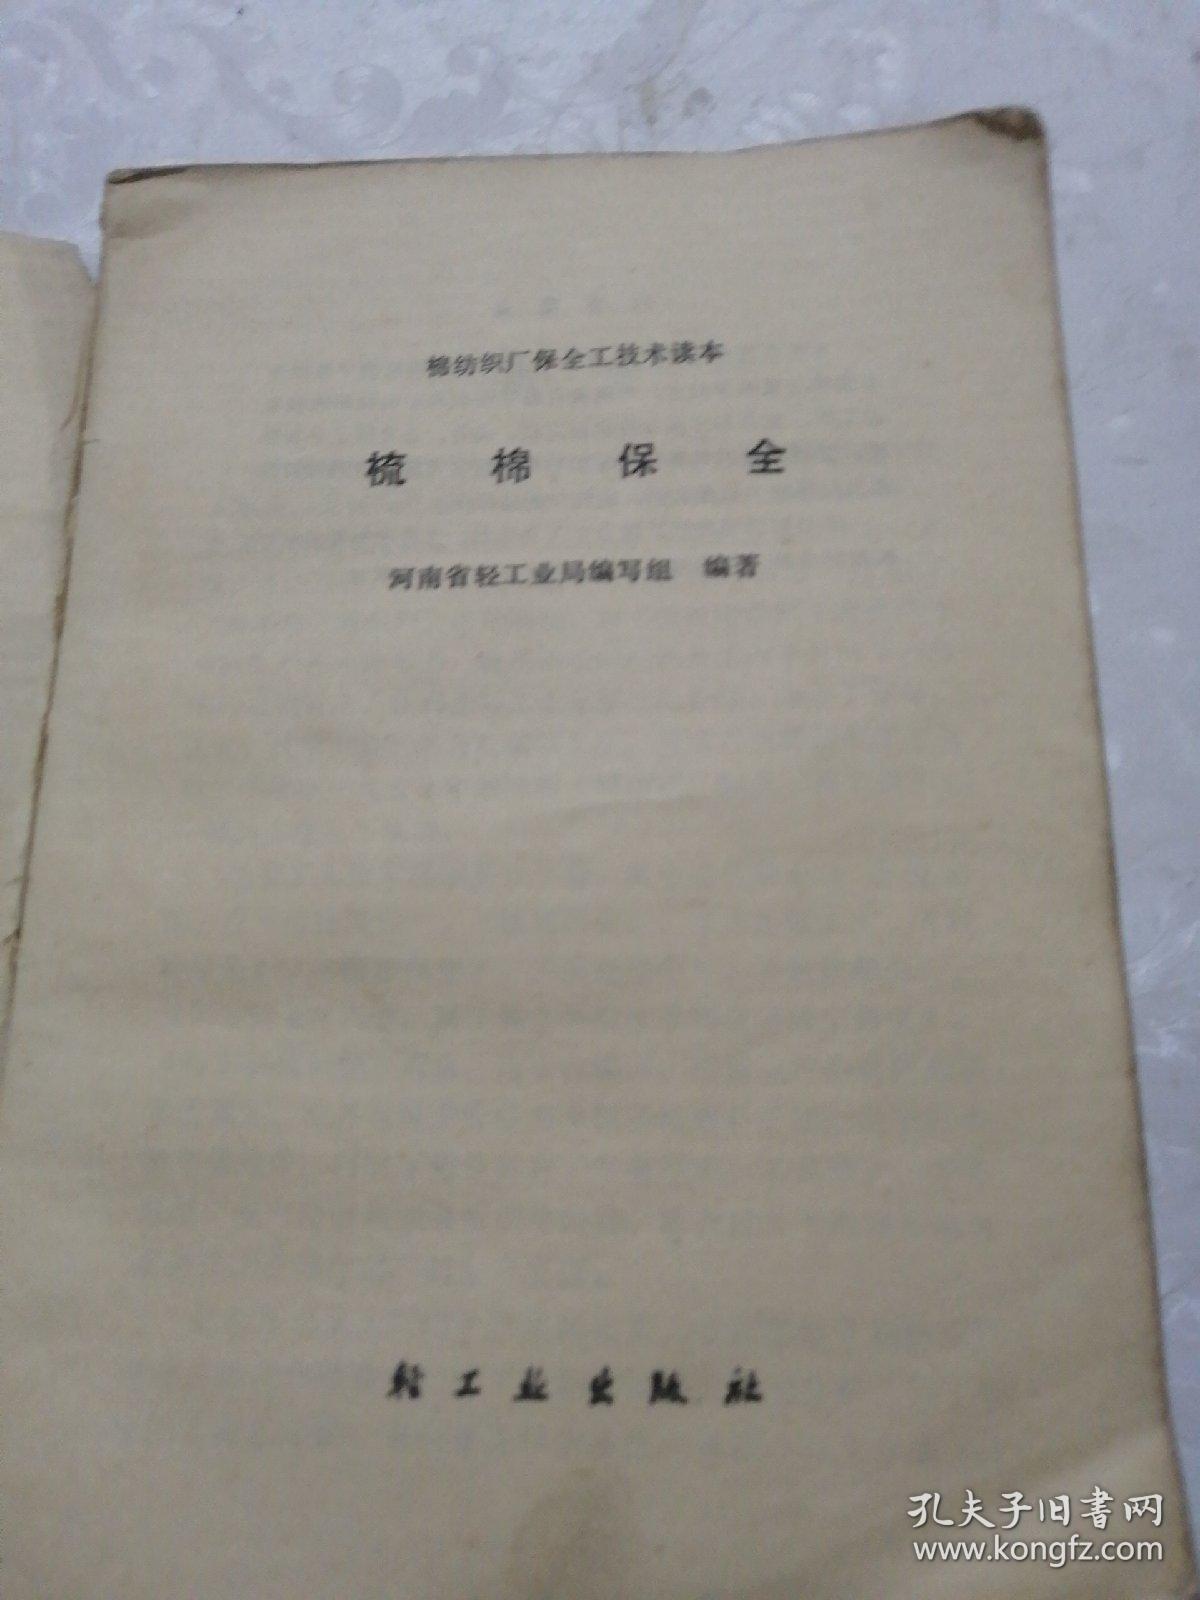 棉纺织厂保全工技术读本
梳棉保全
河南省轻工业局编写组 编著
轻工业出版社
孔夫子旧书网
www.kongfz.com